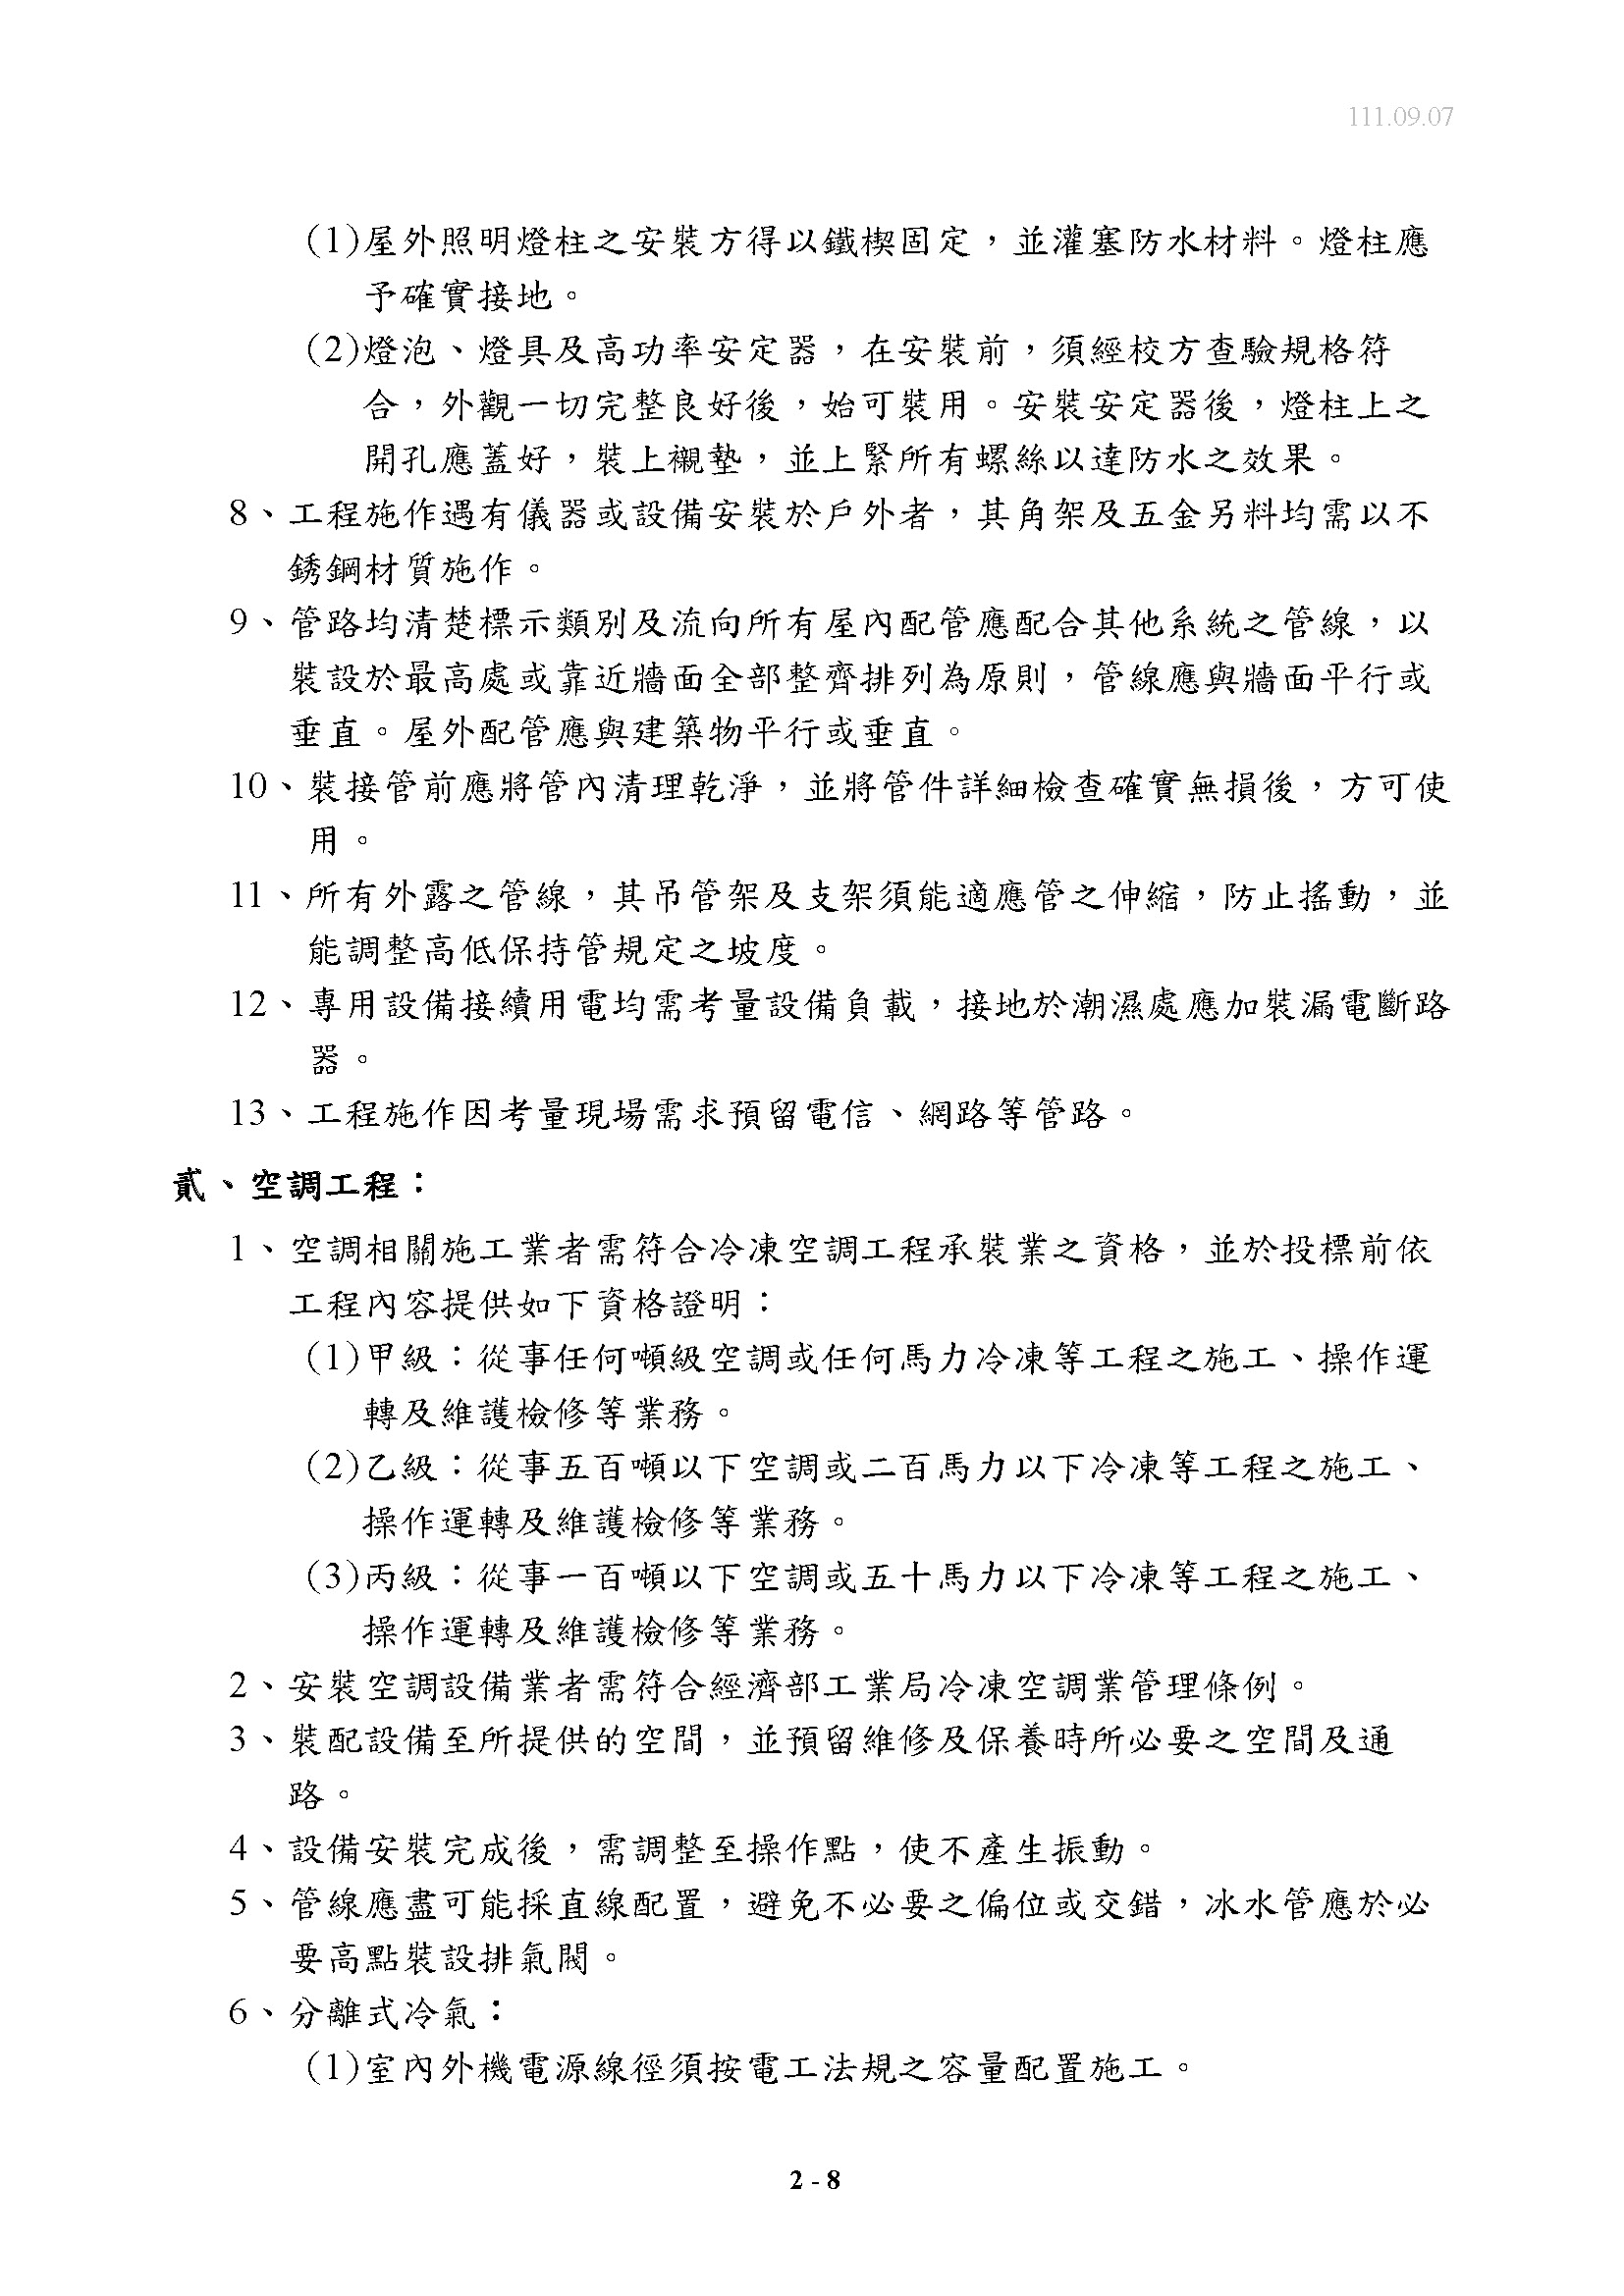 111.09.07
(1)屋外照明燈柱之安裝方得以鐵楔固定，並灌塞防水材料。燈柱應
予確實接地。
(2)燈泡、燈具及高功率安定器，在安裝前，須經校方查驗規格符
合，外觀一切完整良好後，始可裝用。安裝安定器後，燈柱上之
開孔應蓋好，裝上襯墊，並上緊所有螺絲以達防水之效果。
8、工程施作遇有儀器或設備安裝於戶外者，其角架及五金另料均需以不
銹鋼材質施作。
9、管路均清楚標示類別及流向所有屋內配管應配合其他系統之管線，以
裝設於最高處或靠近牆面全部整齊排列為原則，管線應與牆面平行或
垂直。屋外配管應與建築物平行或垂直。
10、裝接管前應將管內清理乾淨，並將管件詳細檢查確實無損後，方可使
用。
11、所有外露之管線，其吊管架及支架須能適應管之伸縮，防止搖動，並
能調整高低保持管規定之坡度。
12、專用設備接續用電均需考量設備負載，接地於潮濕處應加裝漏電斷路
器。
13、工程施作因考量現場需求預留電信、網路等管路。
貳、空調工程：
1、空調相關施工業者需符合冷凍空調工程承裝業之資格，並於投標前依
工程內容提供如下資格證明：
(1)甲級：從事任何噸級空調或任何馬力冷凍等工程之施工、操作運
轉及維護檢修等業務。
(2)乙級：從事五百噸以下空調或二百馬力以下冷凍等工程之施工、
操作運轉及維護檢修等業務。
(3)丙級：從事一百噸以下空調或五十馬力以下冷凍等工程之施工、
操作運轉及維護檢修等業務。
2、安裝空調設備業者需符合經濟部工業局冷凍空調業管理條例。
3、裝配設備至所提供的空間，並預留維修及保養時所必要之空間及通
路。
4、設備安裝完成後，需調整至操作點，使不產生振動。
5、管線應盡可能採直線配置，避免不必要之偏位或交錯，冰水管應於必
要高點裝設排氣閥。
6、分離式冷氣：
(1)室內外機電源線徑須按電工法規之容量配置施工。
2 - 8